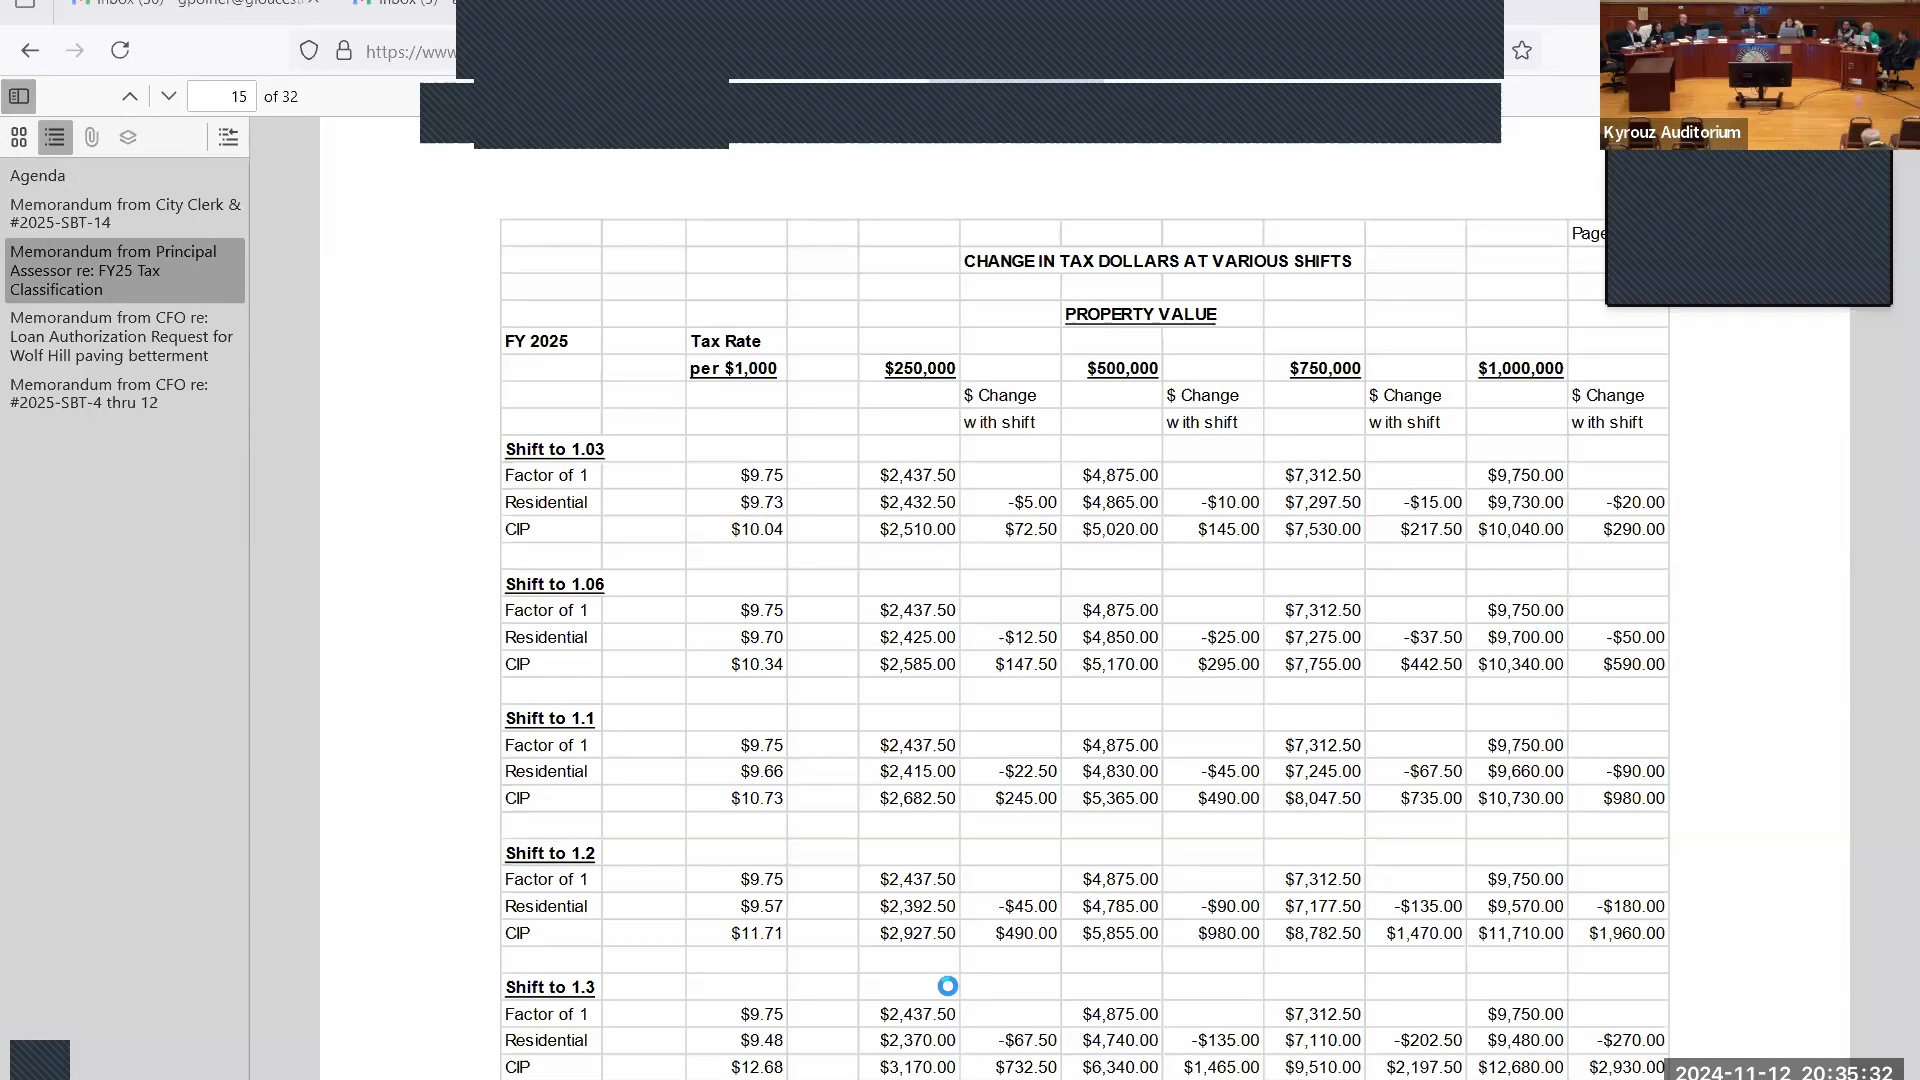 Inbox (5)
https://www
15 of 32
Kyrouz Auditorium
Agenda
Memorandum from City Clerk &
#2025-SBT-14
Memorandum from Principal
Assessor re: FY25 Tax
Classification
Memorandum from CFO re:
Loan Authorization Request for
Wolf Hill paving betterment
Memorandum from CFO re:
#2025-SBT-4 thru 12
Page
CHANGE IN TAX DOLLARS AT VARIOUS SHIFTS
PROPERTY VALUE
FY 2025 Tax Rate
per $1,000 $250,000 $500,000 $750,000 $1,000,000
$ Change $ Change $ Change $ Change
with shift with shift with shift with shift
Shift to 1.03
Factor of 1 $9.75 $2,437.50 $4,875.00 $7,312.50 $9,750.00
Residential $9.73 $2,432.50 -$5.00 $4,865.00 -$10.00 $7,297.50 -$15.00 $9,730.00 -$20.00
CIP $10.04 $2,510.00 $72.50 $5,020.00 $145.00 $7,530.00 $217.50 $10,040.00 $290.00
Shift to 1.06
Factor of 1 $9.75 $2,437.50 $4,875.00 $7,312.50 $9,750.00
Residential $9.70 $2,425.00 -$12.50 $4,850.00 -$25.00 $7,275.00 -$37.50 $9,700.00 -$50.00
CIP $10.34 $2,585.00 $147.50 $5,170.00 $295.00 $7,755.00 $442.50 $10,340.00 $590.00
Shift to 1.1
Factor of 1 $9.75 $2,437.50 $4,875.00 $7,312.50 $9,750.00
Residential $9.66 $2,415.00 -$22.50 $4,830.00 -$45.00 $7,245.00 -$67.50 $9,660.00 -$90.00
CIP $10.73 $2,682.50 $245.00 $5,365.00 $490.00 $8,047.50 $735.00 $10,730.00 $980.00
Shift to 1.2
Factor of 1 $9.75 $2,437.50 $4,875.00 $7,312.50 $9,750.00
Residential $9.57 $2,392.50 -$45.00 $4,785.00 -$90.00 $7,177.50 -$135.00 $9,570.00 -$180.00
CIP $11.71 $2,927.50 $490.00 $5,855.00 $980.00 $8,782.50 $1,470.00 $11,710.00 $1,960.00
Shift to 1.3
Factor of 1 $9.75 $2,437.50 $4,875.00 $7,312.50 $9,750.00
Residential $9.48 $2,370.00 -$67.50 $4,740.00 -$135.00 $7,110.00 -$202.50 $9,480.00 -$270.00
CIP $12.68 $3,170.00 $732.50 $6,340.00 $1,465.00 $9,510.00 $2,197.50 $12,680.00 $2,930.00
2024-11-12 20:35:32